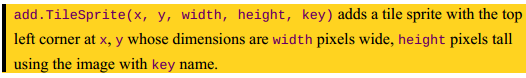 add.TileSprite(x, y, width, height, key) adds a tile sprite with the top
left corner at x, y whose dimensions are width pixels wide, height pixels tall
using the image with key name.